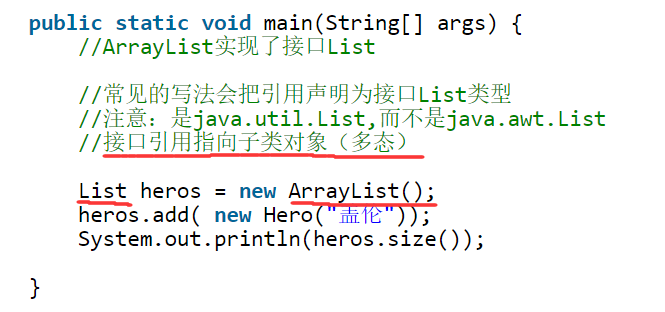 public static void main(String[] args) {
//ArrayList实现了接口List
//常见的写法会把引用声明为接口List类型
//注意：是java.util.List,而不是java.awt.List
//接口引用指向子类对象（多态）
List heros = new ArrayList();
heros.add( new Hero("盖伦"));
System.out.println(heros.size());
}